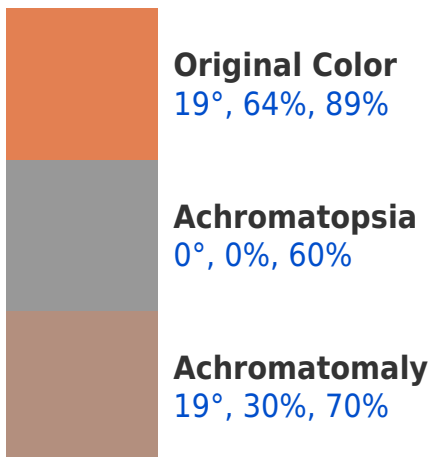 Original Color
19°, 64%, 89%
Achromatopsia
0°, 0%, 60%
Achromatomaly
19°, 30%, 70%